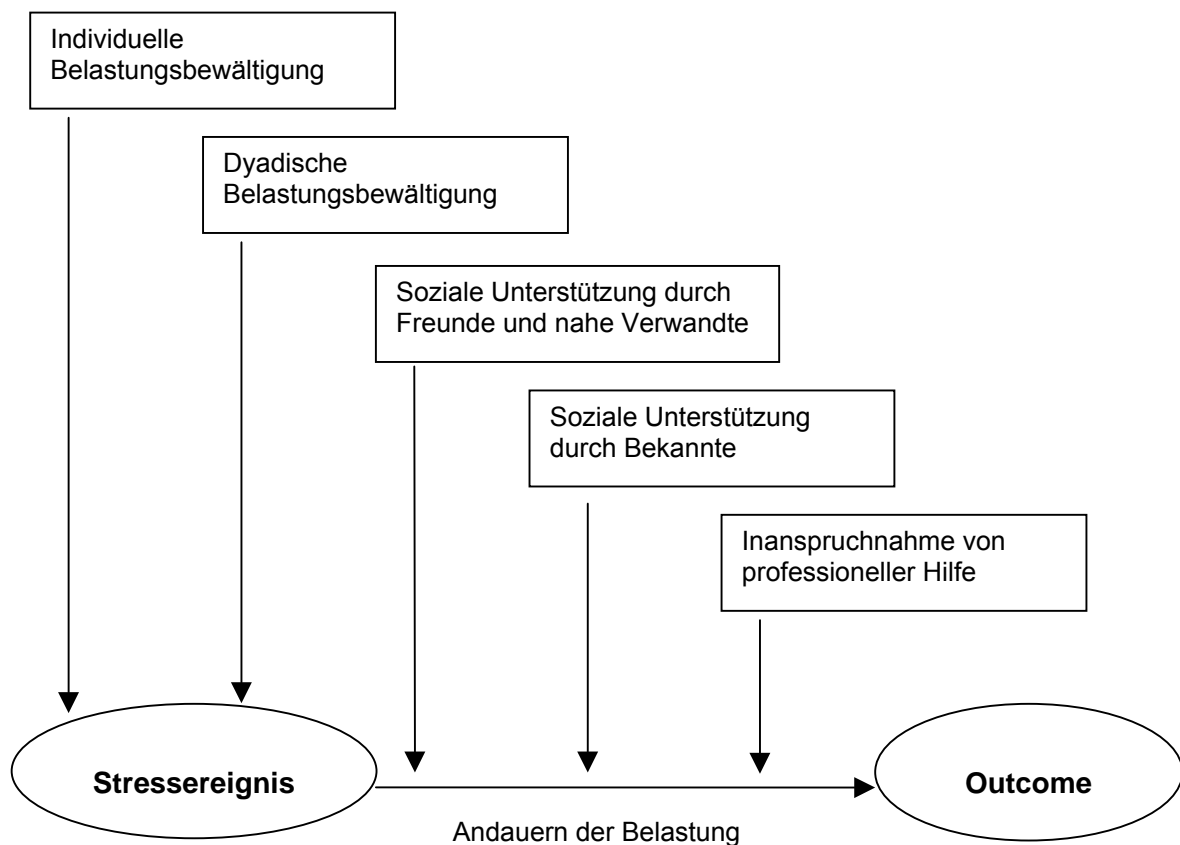 Individuelle
Belastungsbewältigung
Dyadische
Belastungsbewältigung
Soziale Unterstützung durch
Freunde und nahe Verwandte
Soziale Unterstützung
durch Bekannte
Inanspruchnahme von
professioneller Hilfe
Stressereignis
Outcome
Andauern der Belastung